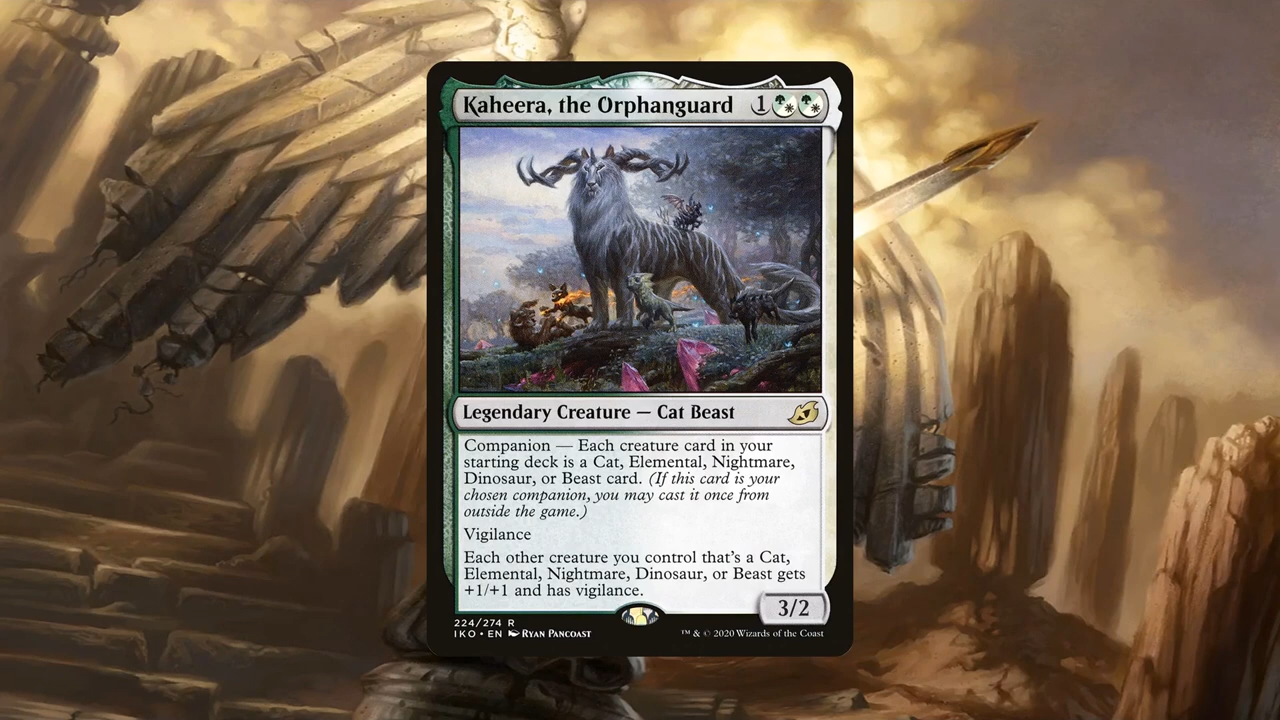 Kaheera, the Orphanguard 1
Legendary Creature — Cat Beast
Companion — Each creature card in your
starting deck is a Cat, Elemental, Nightmare,
Dinosaur, or Beast card. (If this card is your
chosen companion, you may cast it once from
outside the game.)
Vigilance
Each other creature you control that's a Cat,
Elemental, Nightmare, Dinosaur, or Beast gets
+1/+1 and has vigilance.
3/2
224/274 R
IKO • EN RYAN PANCOAST
™ & © 2020 Wizards of the Coast